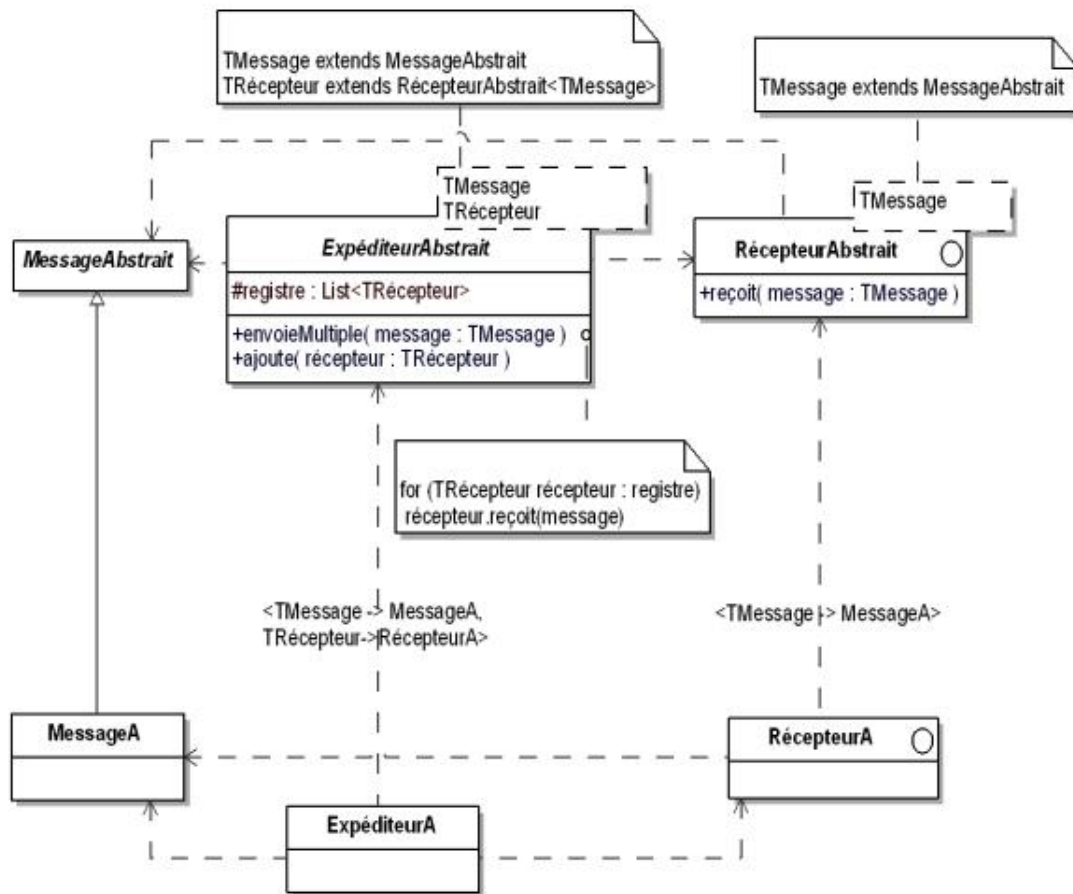 TMessage extends MessageAbstrait
TRécepteur extends RécepteurAbstrait<TMessage>
TMessage extends MessageAbstrait
TMessage
TRécepteur
TMessage
MessageAbstrait
ExpéditeurAbstrait
#registre : List<TRécepteur>
+envoieMultiple( message : TMessage )
+ajoute( récepteur : TRécepteur )
RécepteurAbstrait
+reçoit( message : TMessage )
for (TRécepteur récepteur : registre)
récepteur.reçoit(message)
<TMessage -> MessageA,
TRécepteur->RécepteurA>
<TMessage -> MessageA>
MessageA
RécepteurA
ExpéditeurA